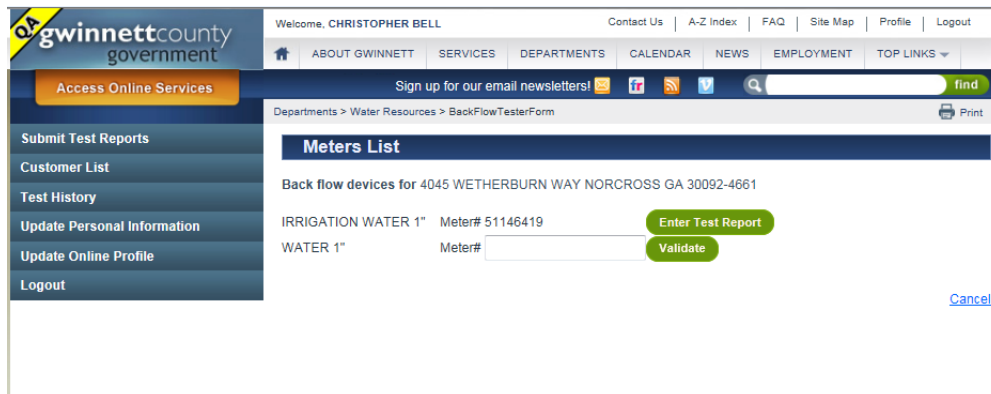 QA
gwinnettcounty
government
Welcome, CHRISTOPHER BELL
Contact Us | A-Z Index | FAQ | Site Map | Profile | Logout
ABOUT GWINNETT SERVICES DEPARTMENTS CALENDAR NEWS EMPLOYMENT TOP LINKS
Access Online Services
Sign up for our email newsletters!
fr
find
Departments > Water Resources > BackFlowTesterForm
Print
Submit Test Reports
Customer List
Test History
Update Personal Information
Update Online Profile
Logout
Meters List
Back flow devices for 4045 WETHERBURN WAY NORCROSS GA 30092-4661
IRRIGATION WATER 1" Meter# 51146419 Enter Test Report
WATER 1" Meter# Validate
Cancel